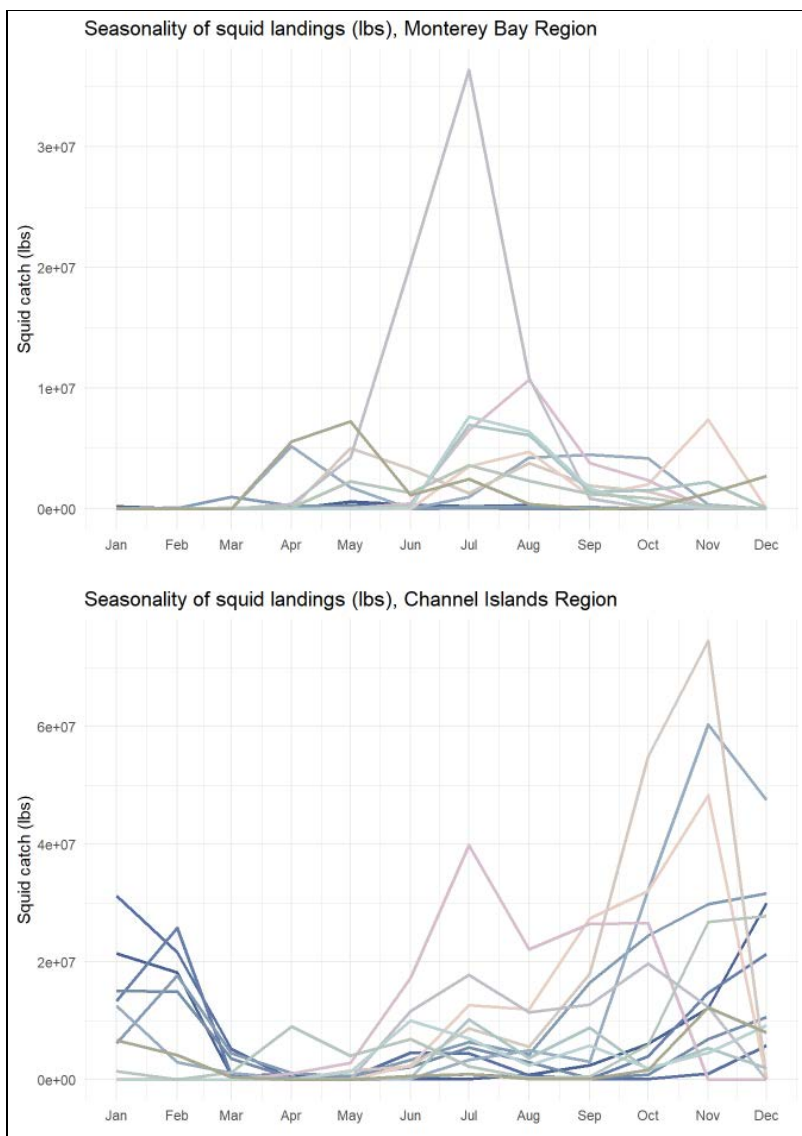 Seasonality of squid landings (lbs), Monterey Bay Region
Squid catch (lbs)
3e+07
2e+07
1e+07
0e+00
Jan Feb Mar Apr May Jun Jul Aug Sep Oct Nov Dec
Seasonality of squid landings (lbs), Channel Islands Region
Squid catch (lbs)
6e+07
4e+07
2e+07
0e+00
Jan Feb Mar Apr May Jun Jul Aug Sep Oct Nov Dec